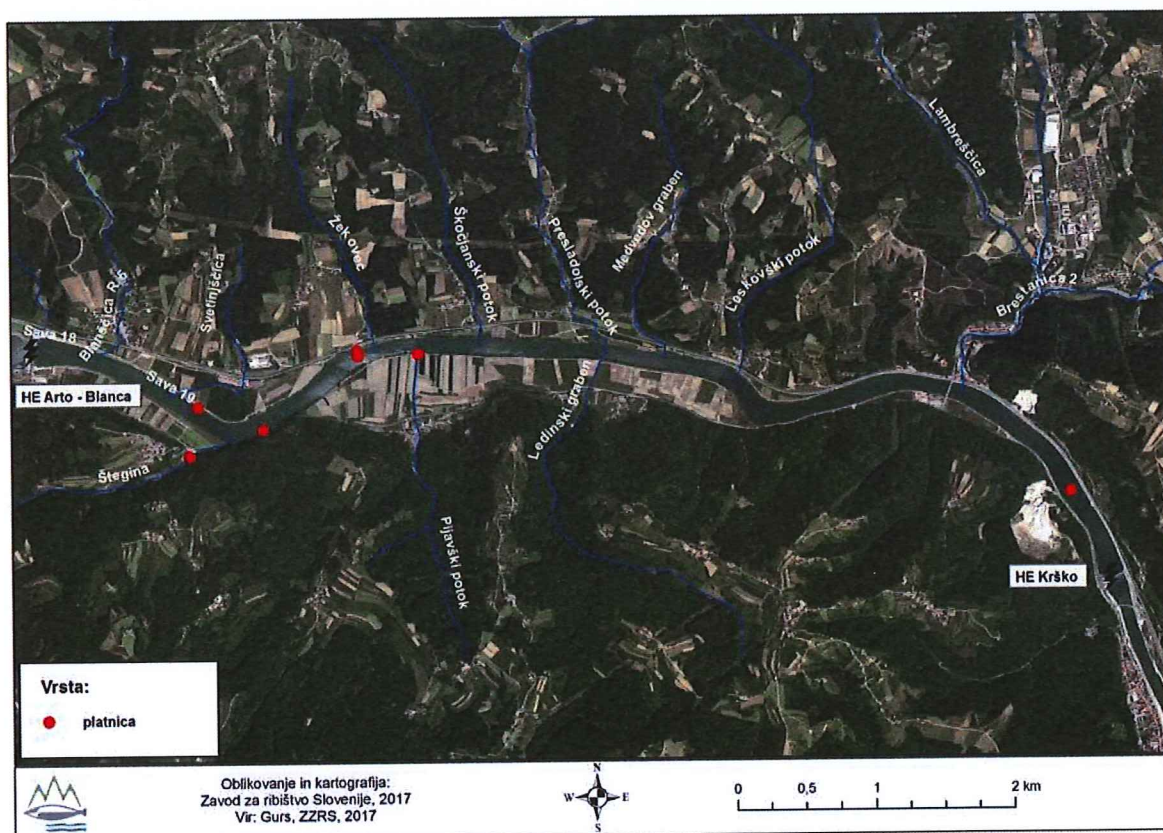 Lambreščica
Žekovec
Škocjanski potok
Presladolski potok
Medvedov graben
Leskovški potok
Brestanica 2
Blanščica R-5
Svetinjščica
Sava 18
Sava 19
HE Arto - Blanca
Ledinski graben
Štegina
Pijavški potok
HE Krško
Vrsta:
platnica
Oblikovanje in kartografija:
Zavod za ribištvo Slovenije, 2017
Vir: Gurs, ZZRS, 2017
N
W E
S
0 0,5 1 2 km